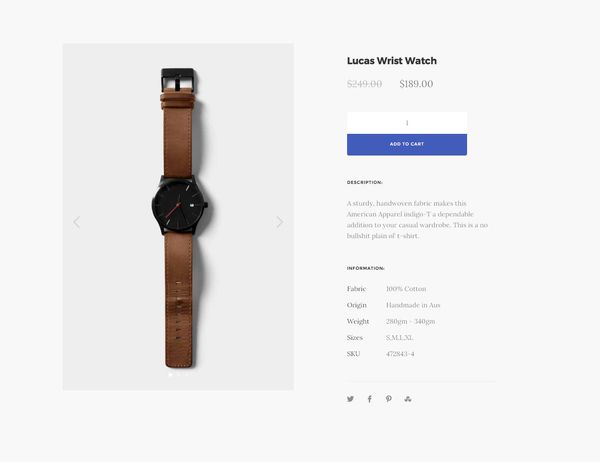 Lucas Wrist Watch
$249.00 $189.00
1
ADD TO CART
DESCRIPTION:
A sturdy, handwoven fabric makes this
American Apparel indigo-T a dependable
addition to your casual wardrobe. This is a no
bullshit plain ol' t-shirt.
INFORMATION:
Fabric 100% Cotton
Origin Handmade in Aus
Weight 280gm - 340gm
Sizes S,M,L,XL
SKU 472843-4